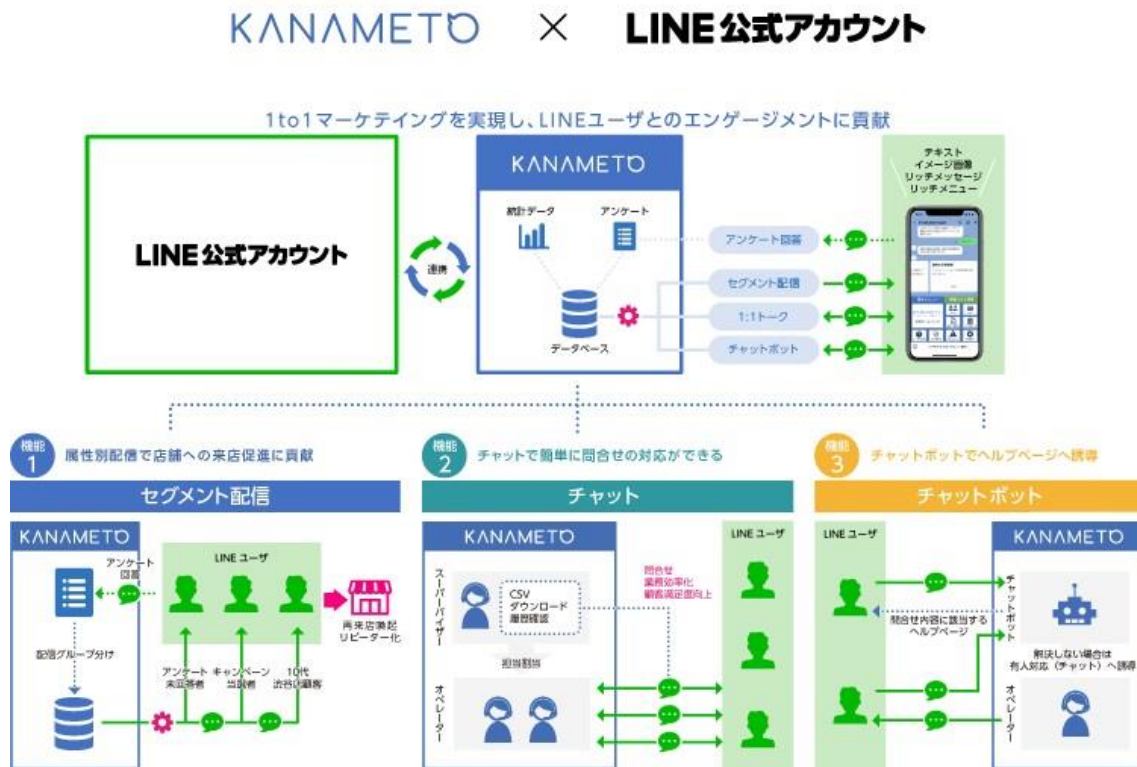 KANAMETO × LINE公式アカウント
1to1マーケテイングを実現し、LINEユーザとのエンゲージメントに貢献
LINE公式アカウント
連携
KANAMETO
統計データ
アンケート
データベース
アンケート回答
セグメント配信
1:1トーク
チャットボット
テキスト
イメージ画像
リッチメッセージ
リッチメニュー
機能
1
属性別配信で店舗への来店促進に貢献
セグメント配信
KANAMETO
アンケート
回答
配信グループ分け
LINE ユーザ
アンケート
未回答者
キャンペーン
当選者
10代
渋谷店顧客
再来店喚起
リピーター化
機能
2
チャットで簡単に問合せの対応ができる
チャット
KANAMETO
スーパーバイザー
CSV
ダウンロード
履歴確認
担当割当
オペレーター
問合せ
業務効率化
顧客満足度向上
LINE ユーザ
機能
3
チャットボットでヘルプページへ誘導
チャットボット
LINE ユーザ
KANAMETO
チャットボット
問合せ内容に該当する
ヘルプページ
解決しない場合は
有人対応（チャット）へ誘導
オペレーター